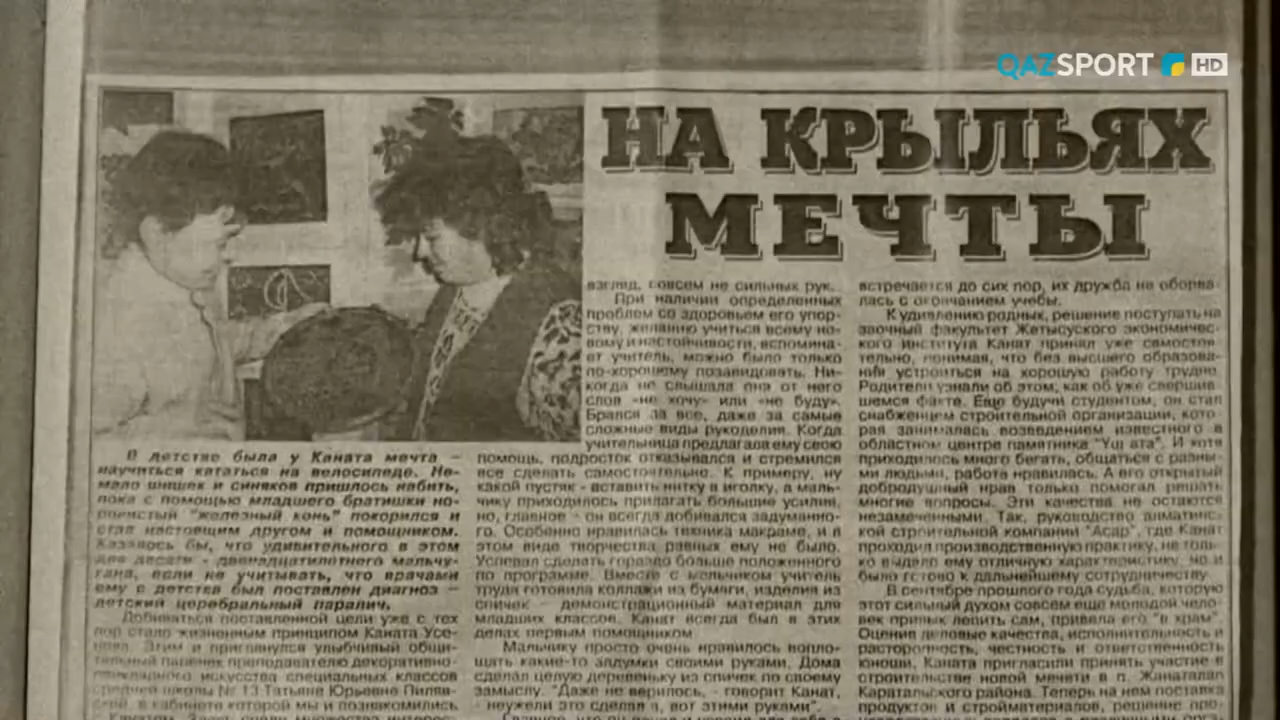 QAZSPORT HD
НА КРЫЛЬЯХ
МЕЧТЫ
В детстве была у Каната мечта –
научиться кататься на велосипеде. Не-
мало шишек и синяков пришлось набить,
пока с помощью младшего братишки но-
ровистый "железный конь" покорился и
стал настоящим другом и помощником.
Казалось бы, что удивительного в этом
для десяти - двенадцатилетнего мальчу-
гана, если не учитывать, что врачами
ему с детства был поставлен диагноз –
детский церебральный паралич.
Добиваться поставленной цели уже с тех
пор стало жизненным принципом Каната Усе-
нова. Этим и приглянулся улыбчивый общи-
тельный паренек преподавателю декоративно-
прикладного искусства специальных классов
средней школы № 13 Татьяне Юрьевне Пиляв-
ской, в кабинете которой мы и познакомились
с Канатом. Здесь среди множества интерес-
взгляд, совсем не сильных рук.
При наличии определенных
проблем со здоровьем его упор-
ству, желанию учиться всему но-
вому и настойчивости, вспомина-
ет учитель, можно было только
по-хорошему позавидовать. Ни-
когда не слышала она от него
слов «не хочу» или «не буду».
Брался за все, даже за самые
сложные виды рукоделия. Когда
учительница предлагала ему свою
помощь, подросток отказывался и стремился
все сделать самостоятельно. К примеру, ну
какой пустяк - вставить нитку в иголку, а маль-
чику приходилось прилагать большие усилия,
но, главное - он всегда добивался задуманно-
го. Особенно нравилась техника макраме, и в
этом виде творчества равных ему не было.
Успевал сделать гораздо больше положенного
по программе. Вместе с мальчиком учитель
труда готовила коллажи из бумаги, изделия из
спичек – демонстрационный материал для
младших классов. Канат всегда был в этих
делах первым помощником.
Мальчику просто очень нравилось вопло-
щать какие-то задумки своими руками. Дома
сделал целую деревеньку из спичек по своему
замыслу. "Даже не верилось, - говорит Канат,
- неужели это сделал я, вот этими руками".
встречается до сих пор, их дружба не оборва-
лась с окончанием учебы.
К удивлению родных, решение поступать на
заочный факультет Жетысуского экономичес-
кого института Канат принял уже самостоя-
тельно, понимая, что без высшего образова-
ния устроиться на хорошую работу трудно.
Родители узнали об этом, как об уже свершив-
шемся факте. Еще будучи студентом, он стал
снабженцем строительной организации, кото-
рая занималась возведением известного в
областном центре памятника "Уш ата". И хотя
приходилось много бегать, общаться с разны-
ми людьми, работа нравилась. А его открытый
добродушный нрав только помогал решать
многие вопросы. Эти качества не остаются
незамеченными. Так, руководство алматинс-
кой строительной компании "Асар", где Канат
проходил производственную практику, не толь-
ко выдало ему отличную характеристику, но и
было готово к дальнейшему сотрудничеству.
В сентябре прошлого года судьба, которую
этот сильный духом совсем еще молодой чело-
век привык лепить сам, привела его "в храм".
Оценив деловые качества, исполнительность и
расторопность, честность и ответственность
юноши, Каната пригласили принять участие в
строительстве новой мечети в п. Жанаталап
Каратальского района. Теперь на нем поставка
продуктов и стройматериалов, решение про-